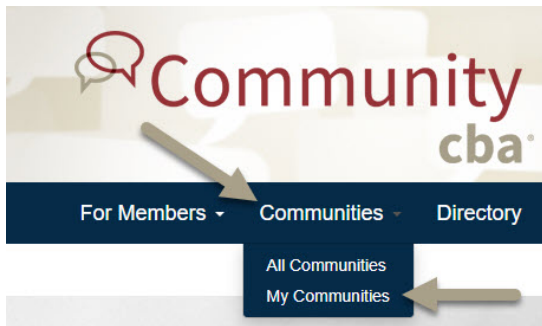 Community
cba
For Members Communities Directory
All Communities
My Communities